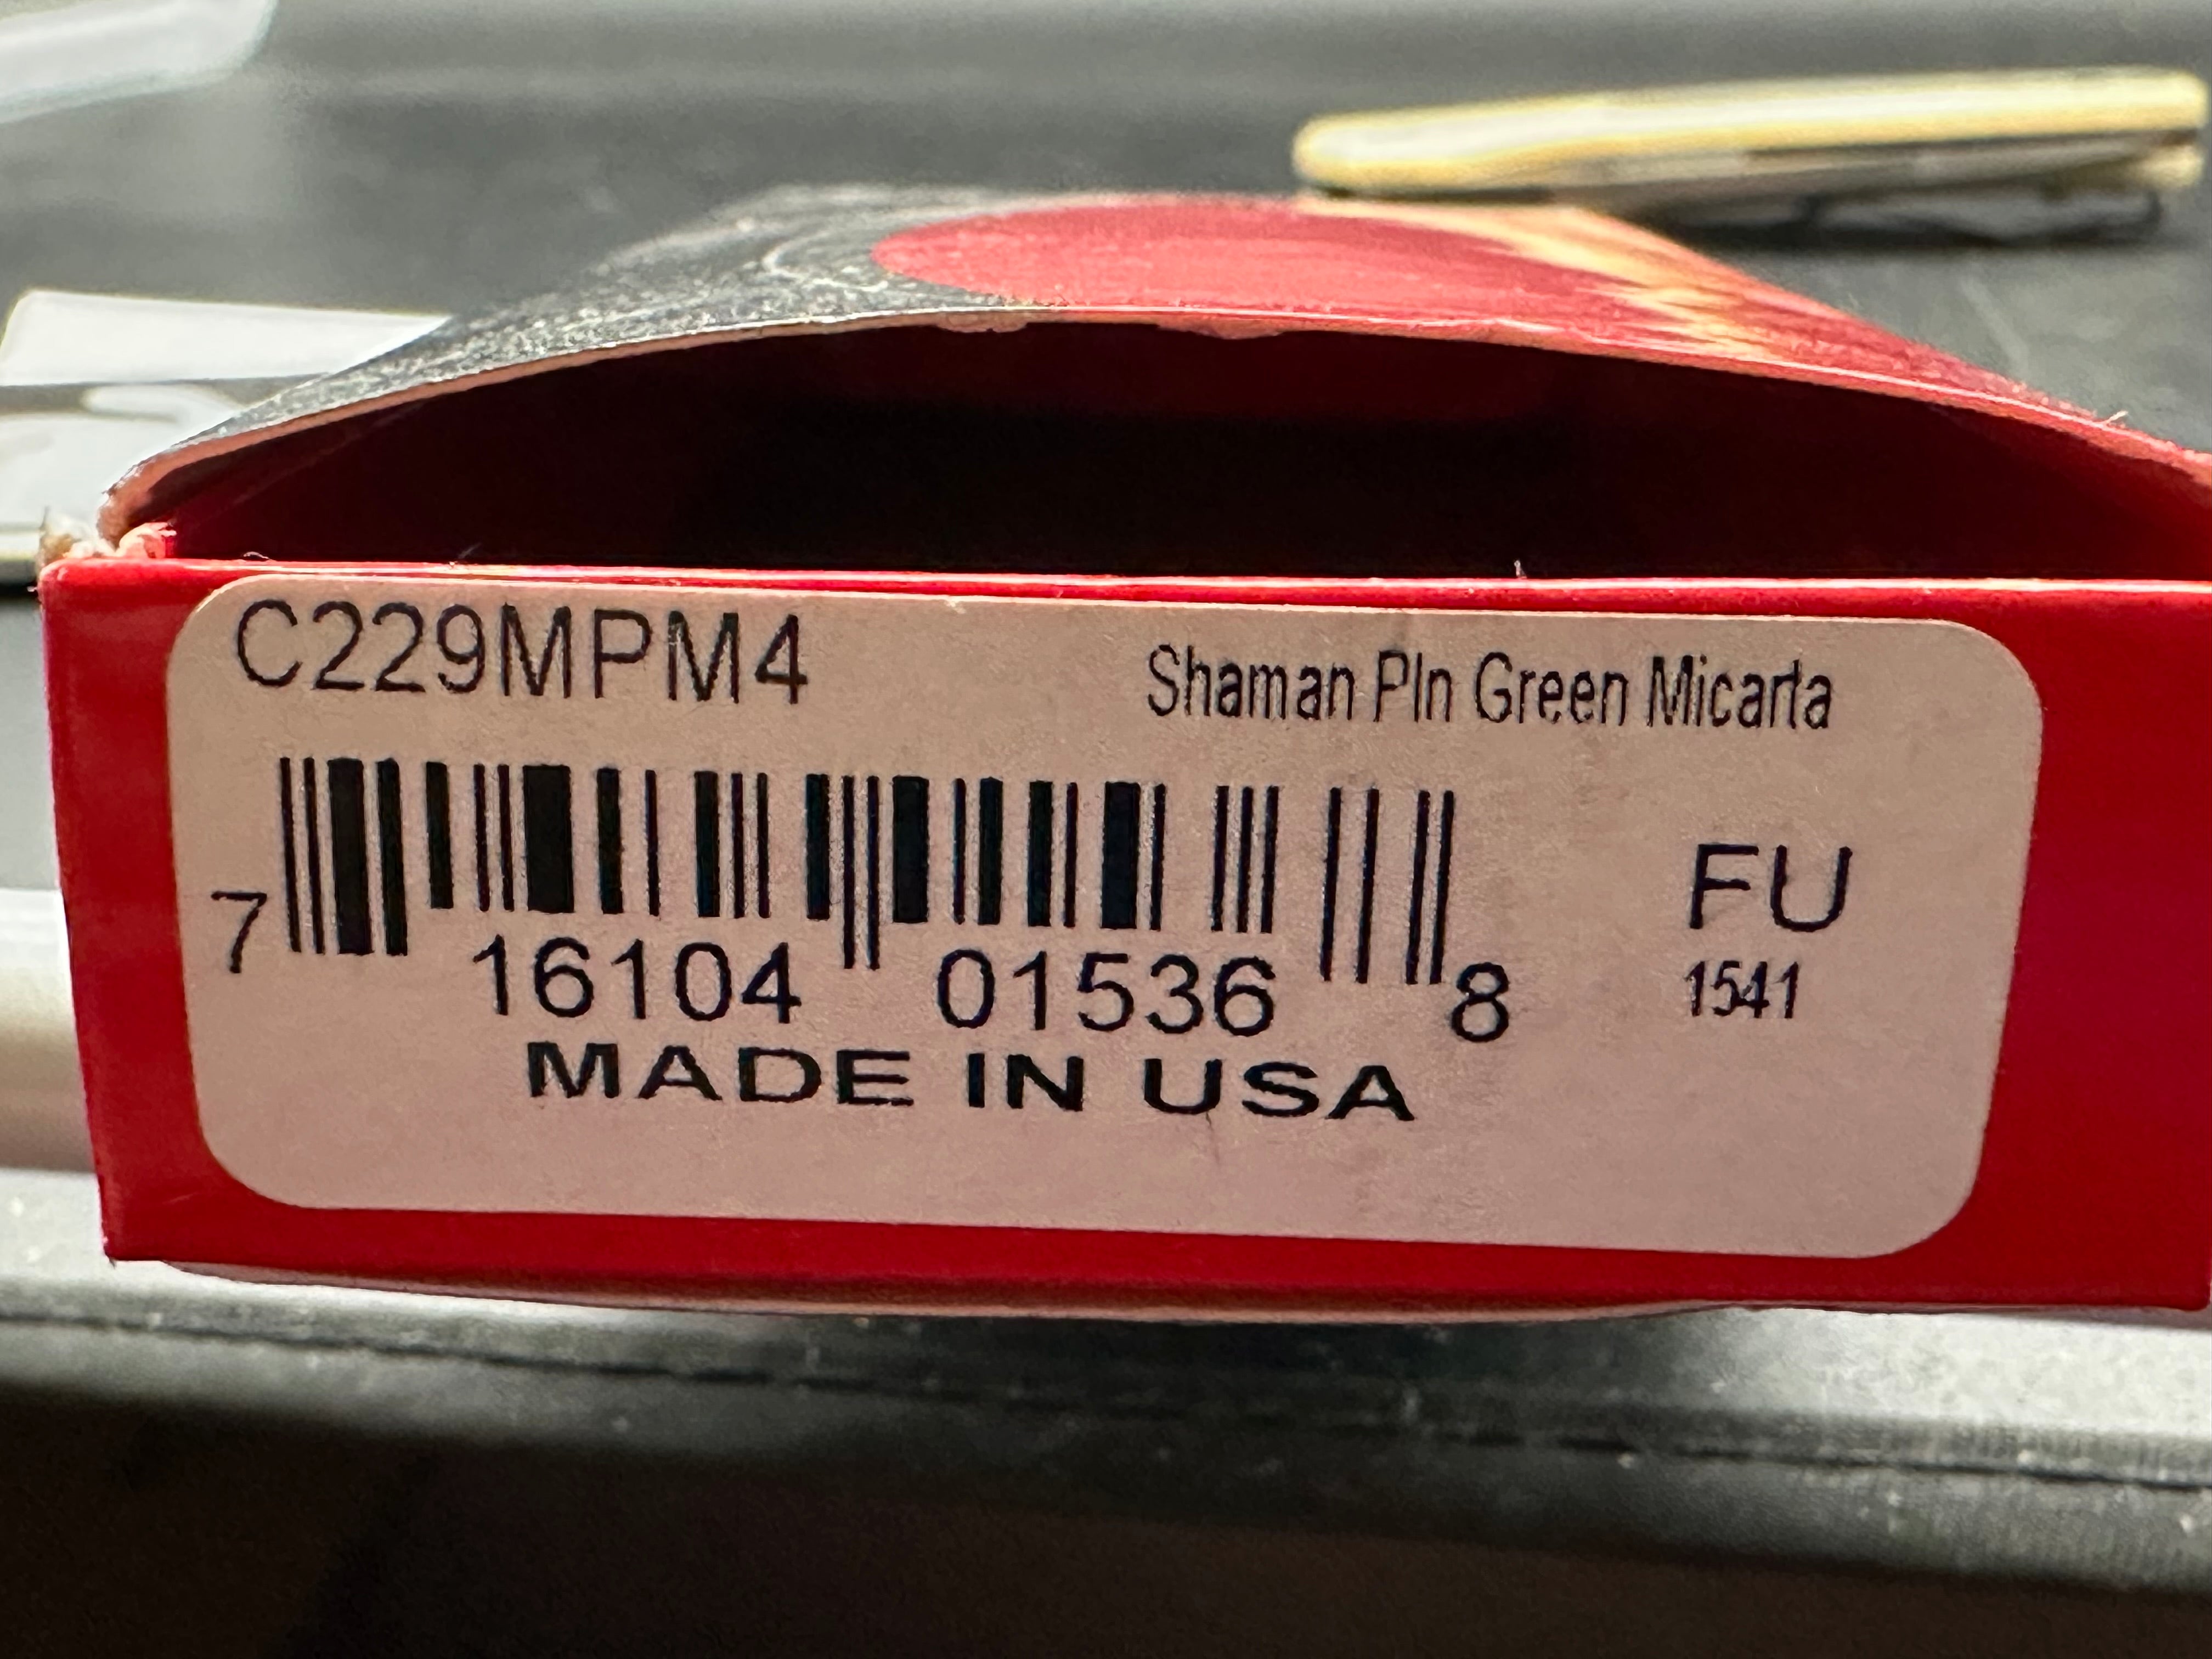 C229MPM4
Shaman Pln Green Micarta
7 16104 01536 8
FU
1541
MADE IN USA